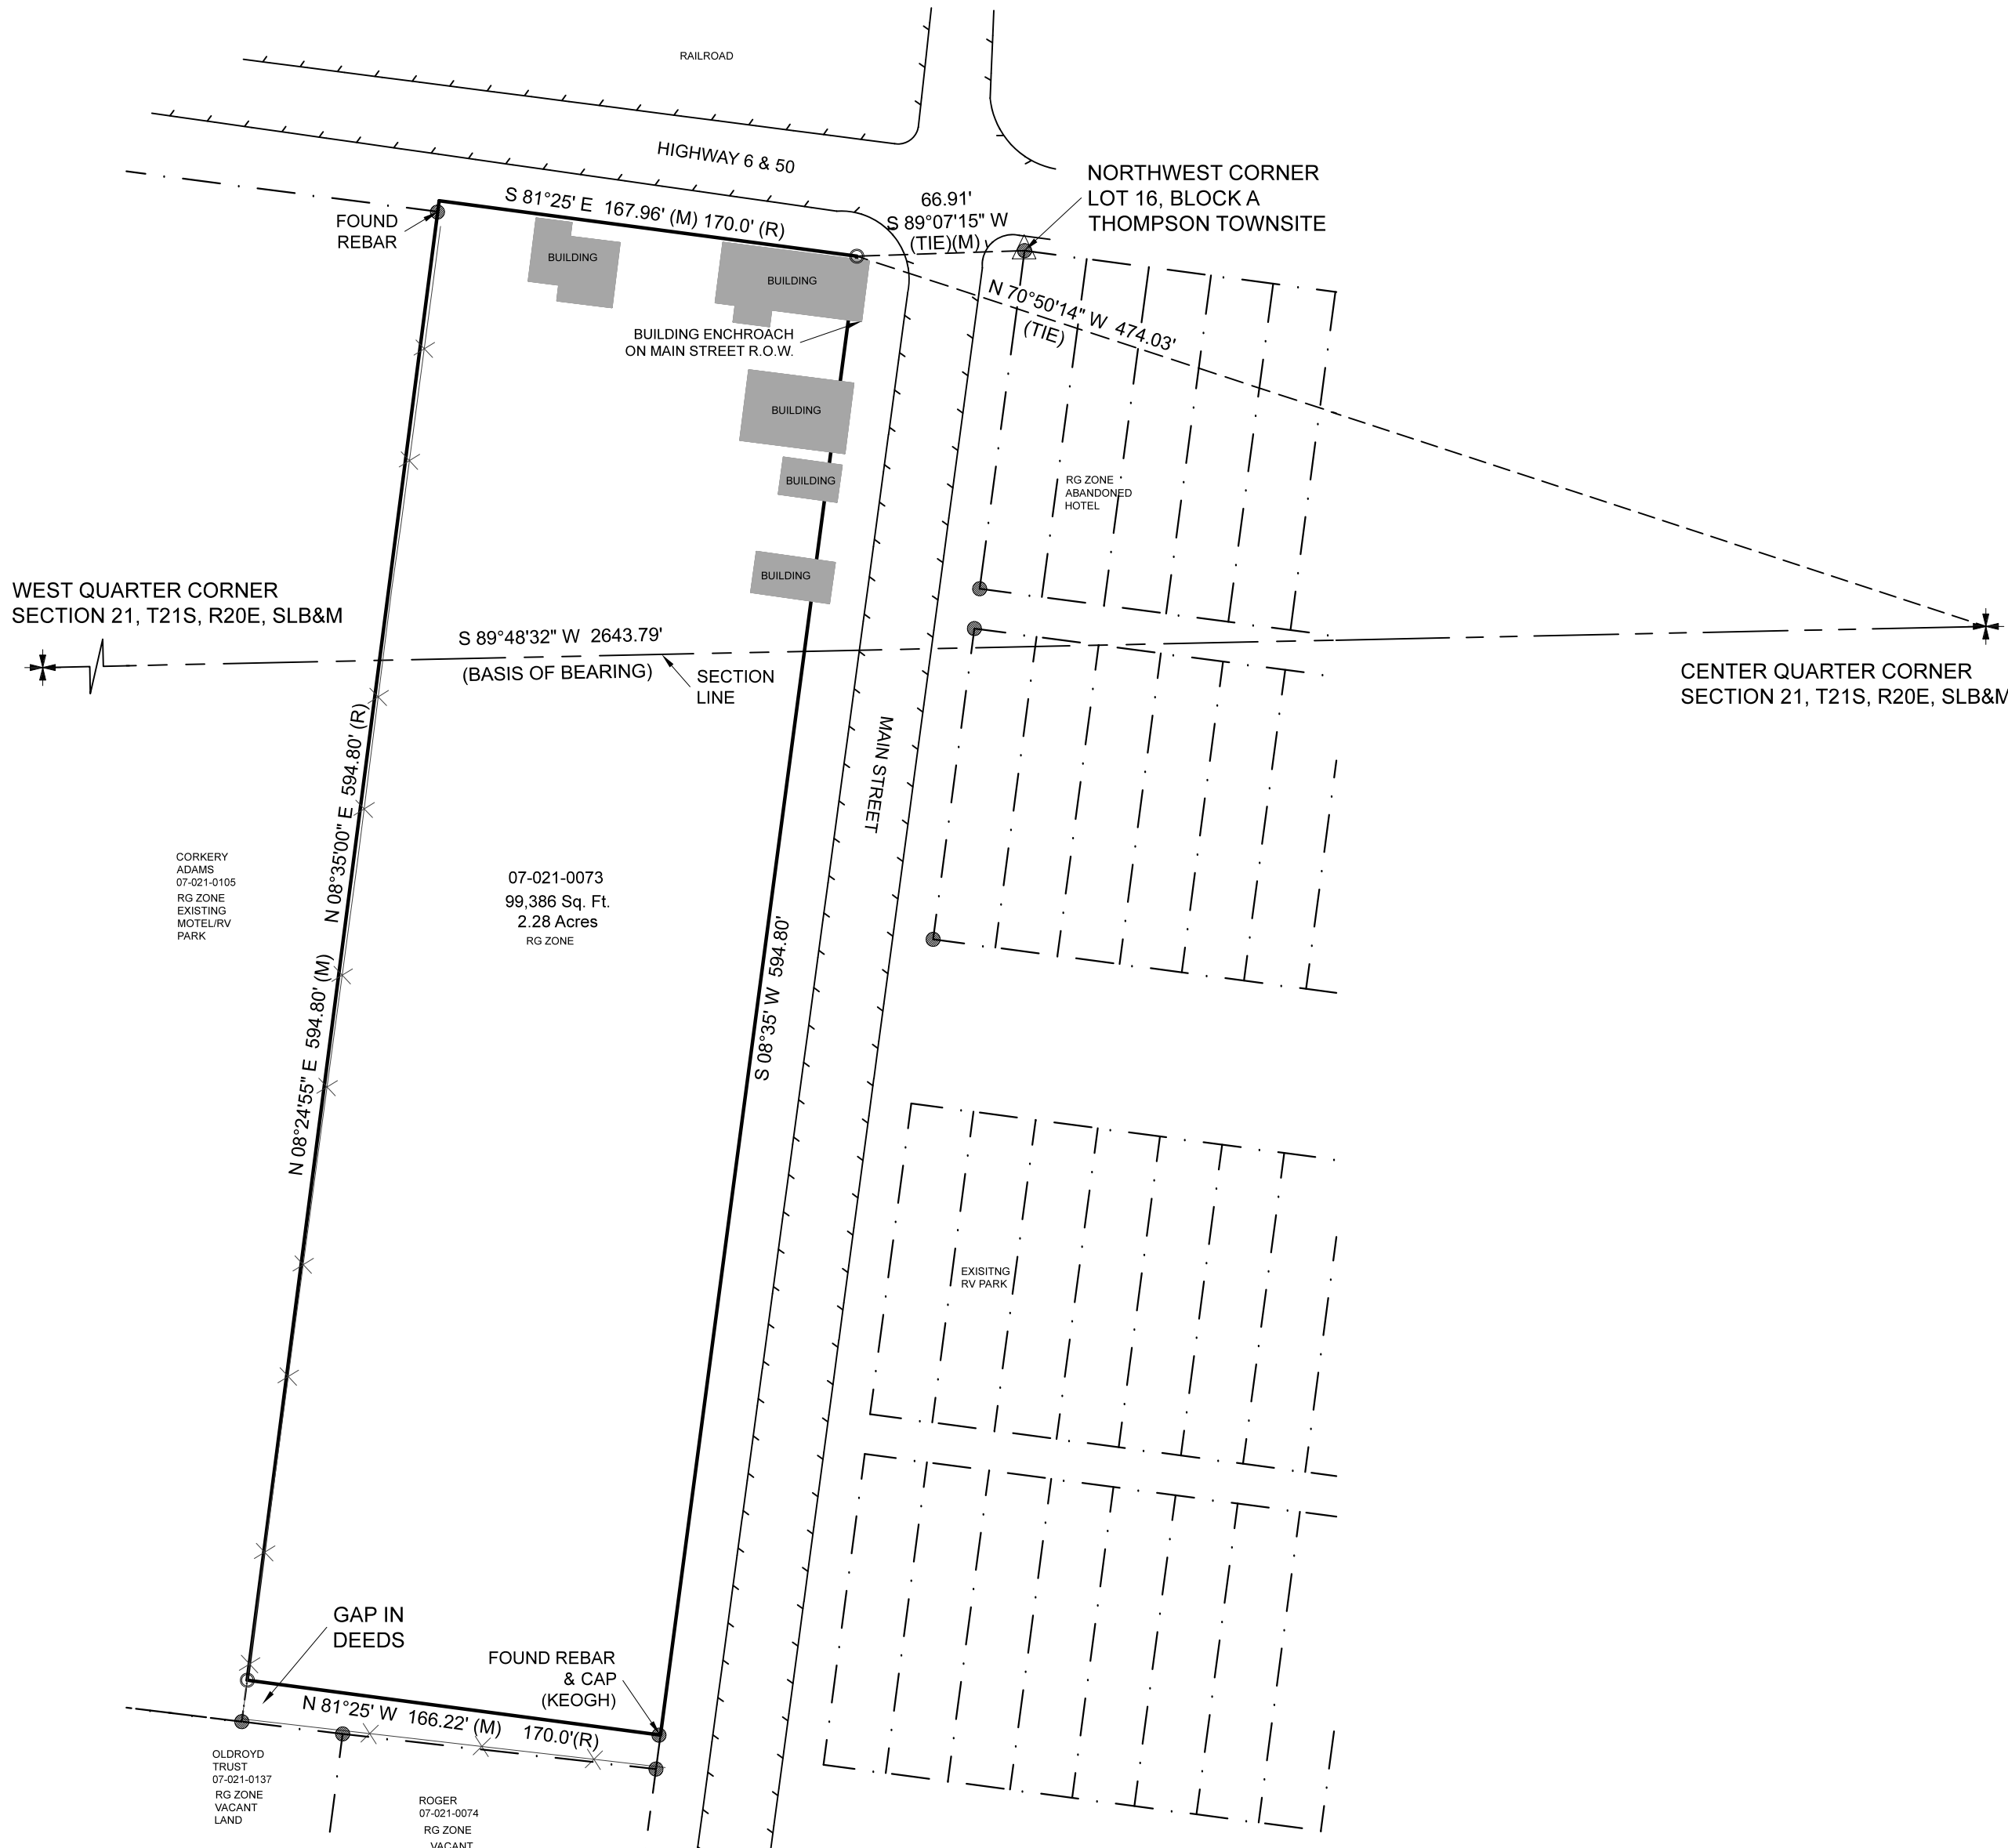 RAILROAD
HIGHWAY 6 & 50
NORTHWEST CORNER
LOT 16, BLOCK A
THOMPSON TOWNSITE
66.91'
S 89°07'15" W
(TIE)(M)
S 81°25' E 167.96' (M) 170.0' (R)
FOUND
REBAR
BUILDING
BUILDING
N 70°50'14" W 474.03'
(TIE)
BUILDING ENCHROACH
ON MAIN STREET R.O.W.
BUILDING
BUILDING
RG ZONE
ABANDONED
HOTEL
BUILDING
WEST QUARTER CORNER
SECTION 21, T21S, R20E, SLB&M
S 89°48'32" W 2643.79'
(BASIS OF BEARING)
SECTION
LINE
CENTER QUARTER CORNER
SECTION 21, T21S, R20E, SLB&M
MAIN STREET
N 08°35'00" E 594.80' (R)
N 08°24'55" E 594.80' (M)
CORKERY
ADAMS
07-021-0105
RG ZONE
EXISTING
MOTEL/RV
PARK
07-021-0073
99,386 Sq. Ft.
2.28 Acres
RG ZONE
S 08°35' W 594.80'
EXISITNG
RV PARK
GAP IN
DEEDS
FOUND REBAR
& CAP
(KEOGH)
N 81°25' W 166.22' (M) 170.0'(R)
OLDROYD
TRUST
07-021-0137
RG ZONE
VACANT
LAND
ROGER
07-021-0074
RG ZONE
VACANT